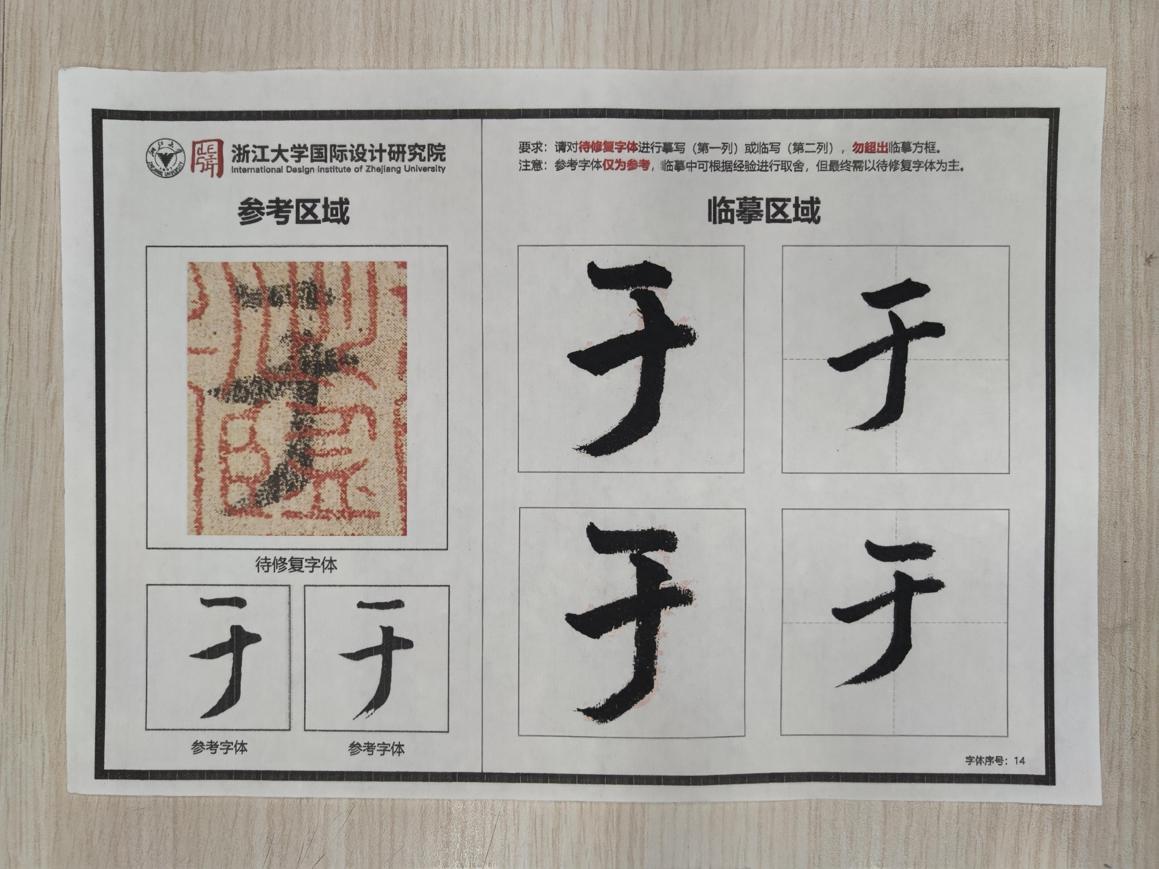 浙江大学国际设计研究院
International Design Institute of Zhejiang University
要求：请对待修复字体进行摹写（第一列）或临写（第二列），勿超出临摹方框。
注意：参考字体仅为参考，临摹中可根据经验进行取舍，但最终需以待修复字体为主。
参考区域
临摹区域
于
于
于
待修复字体
于
于
于
于
参考字体
参考字体
字体序号：14